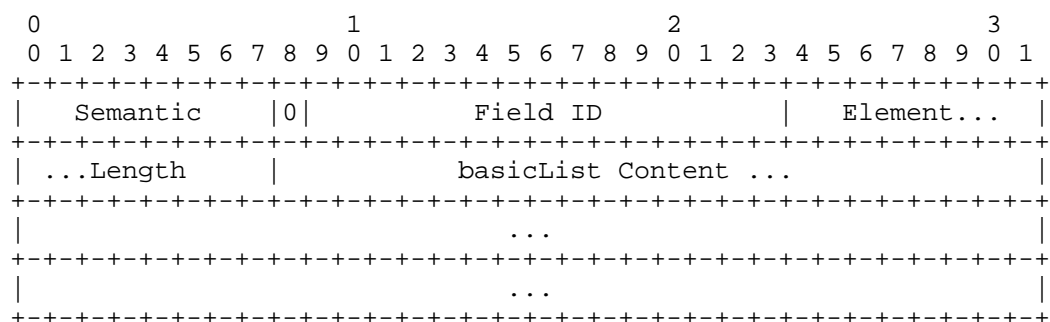 0                   1                   2                   3
 0 1 2 3 4 5 6 7 8 9 0 1 2 3 4 5 6 7 8 9 0 1 2 3 4 5 6 7 8 9 0 1
+-+-+-+-+-+-+-+-+-+-+-+-+-+-+-+-+-+-+-+-+-+-+-+-+-+-+-+-+-+-+-+-+
|   Semantic    |0|          Field ID           |   Element...  |
+-+-+-+-+-+-+-+-+-+-+-+-+-+-+-+-+-+-+-+-+-+-+-+-+-+-+-+-+-+-+-+-+
| ...Length     |           basicList Content ...               |
+-+-+-+-+-+-+-+-+-+-+-+-+-+-+-+-+-+-+-+-+-+-+-+-+-+-+-+-+-+-+-+-+
|                              ...                              |
+-+-+-+-+-+-+-+-+-+-+-+-+-+-+-+-+-+-+-+-+-+-+-+-+-+-+-+-+-+-+-+-+
|                              ...                              |
+-+-+-+-+-+-+-+-+-+-+-+-+-+-+-+-+-+-+-+-+-+-+-+-+-+-+-+-+-+-+-+-+